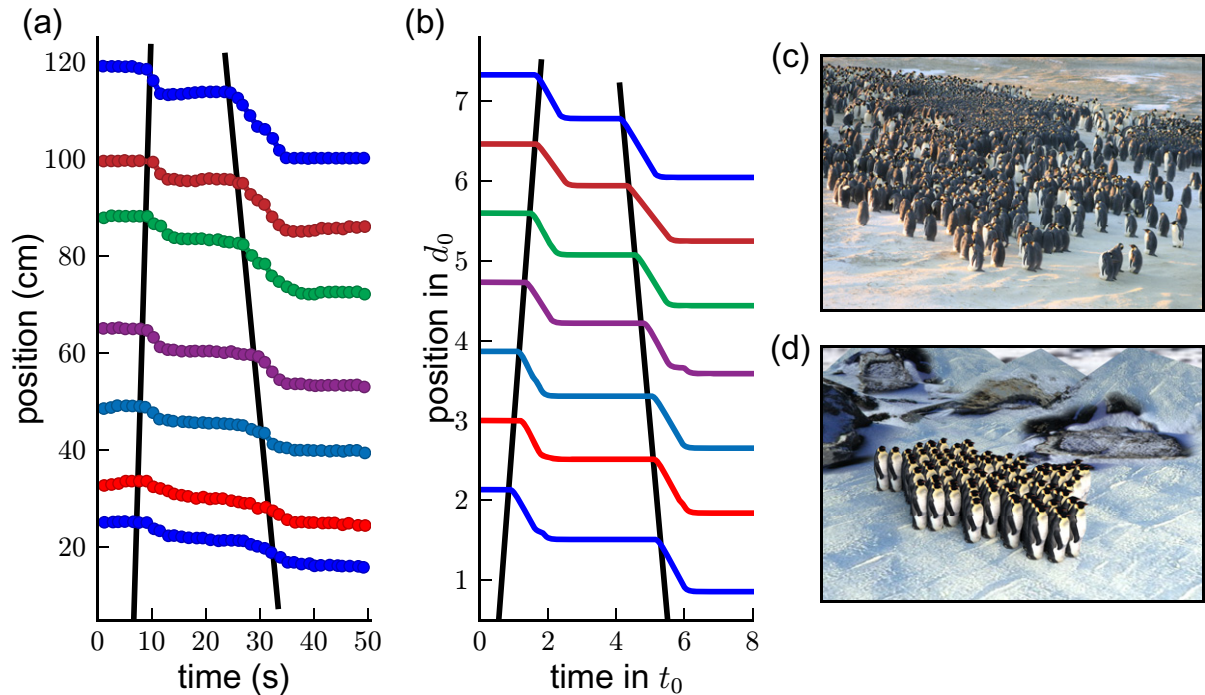 (a)
position (cm)
120
100
80
60
40
20
0 10 20 30 40 50
time (s)
(b)
position in d₀
7
6
5
4
3
2
1
0 2 4 6 8
time in t₀
(c)
(d)